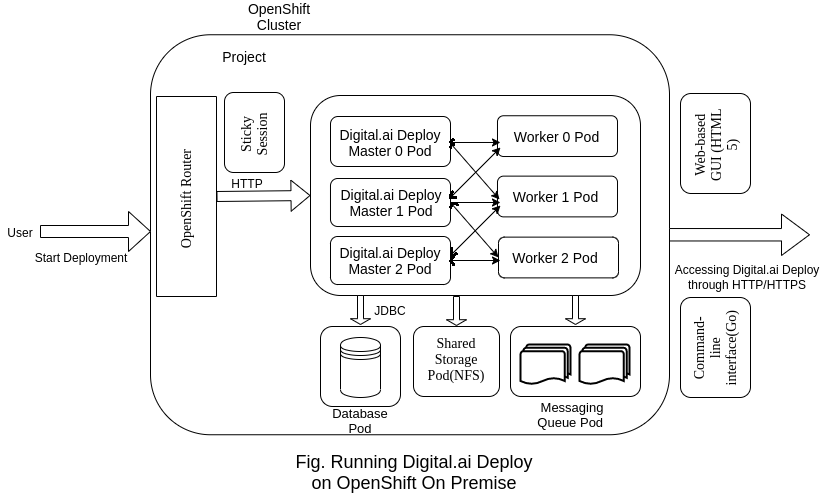 OpenShift
Cluster
Project
User
Start Deployment
OpenShift Router
Sticky
Session
HTTP
Digital.ai Deploy
Master 0 Pod
Digital.ai Deploy
Master 1 Pod
Digital.ai Deploy
Master 2 Pod
Worker 0 Pod
Worker 1 Pod
Worker 2 Pod
JDBC
Database
Pod
Shared
Storage
Pod(NFS)
Messaging
Queue Pod
Web-based
GUI (HTML
5)
Accessing Digital.ai Deploy
through HTTP/HTTPS
Command-
line
interface(Go)
Fig. Running Digital.ai Deploy
on OpenShift On Premise